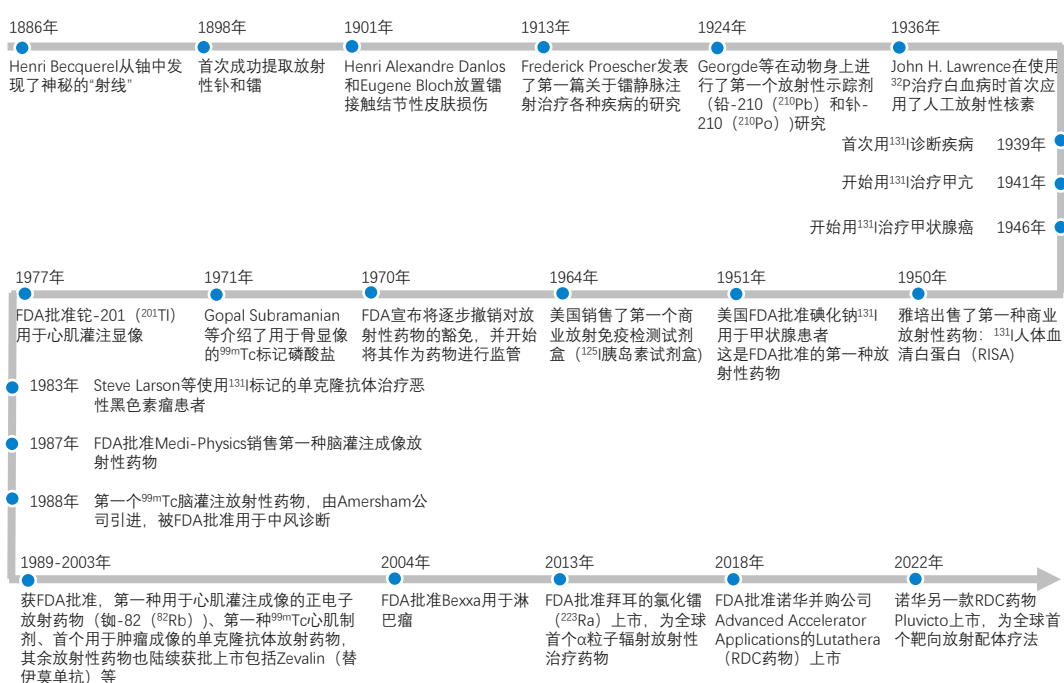 1886年
Henri Becquerel从铀中发
现了神秘的“射线”
1898年
首次成功提取放射
性钋和镭
1901年
Henri Alexandre Danlos
和Eugene Bloch放置镭
接触结节性皮肤损伤
1913年
Frederick Proescher发表
了第一篇关于镭静脉注
射治疗各种疾病的研究
1924年
Georgde等在动物身上进
行了第一个放射性示踪剂
（铅-210（²¹⁰Pb）和钋-
210（²¹⁰Po）)研究
1936年
John H. Lawrence在使用
³²P治疗白血病时首次应
用了人工放射性核素
首次用¹³¹I诊断疾病 1939年
开始用¹³¹I治疗甲亢 1941年
开始用¹³¹I治疗甲状腺癌 1946年
1950年
雅培出售了第一种商业
放射性药物：¹³¹I人体血
清白蛋白（RISA）
1951年
美国FDA批准碘化钠¹³¹I
用于甲状腺患者
这是FDA批准的第一种放
射性药物
1964年
美国销售了第一个商
业放射免疫检测试剂
盒（¹²⁵I胰岛素试剂盒)
1970年
FDA宣布将逐步撤销对放
射性药物的豁免，并开始
将其作为药物进行监管
1971年
Gopal Subramanian
等介绍了用于骨显像
的⁹⁹ᵐTc标记磷酸盐
1977年
FDA批准铊-201（²⁰¹Tl）
用于心肌灌注显像
1983年 Steve Larson等使用¹³¹I标记的单克隆抗体治疗恶
性黑色素瘤患者
1987年 FDA批准Medi-Physics销售第一种脑灌注成像放
射性药物
1988年 第一个⁹⁹ᵐTc脑灌注放射性药物，由Amersham公
司引进，被FDA批准用于中风诊断
1989-2003年
获FDA批准，第一种用于心肌灌注成像的正电子
放射药物（铷-82（⁸²Rb）、第一种⁹⁹ᵐTc心肌制
剂、首个用于肿瘤成像的单克隆抗体放射药物，
其余放射性药物也陆续获批上市包括Zevalin（替
伊莫单抗）等
2004年
FDA批准Bexxa用于淋
巴瘤
2013年
FDA批准拜耳的氯化镭
（²²³Ra）上市，为全球
首个α粒子辐射放射性
治疗药物
2018年
FDA批准诺华并购公司
Advanced Accelerator
Applications的Lutathera
（RDC药物）上市
2022年
诺华另一款RDC药物
Pluvicto上市，为全球首
个靶向放射配体疗法